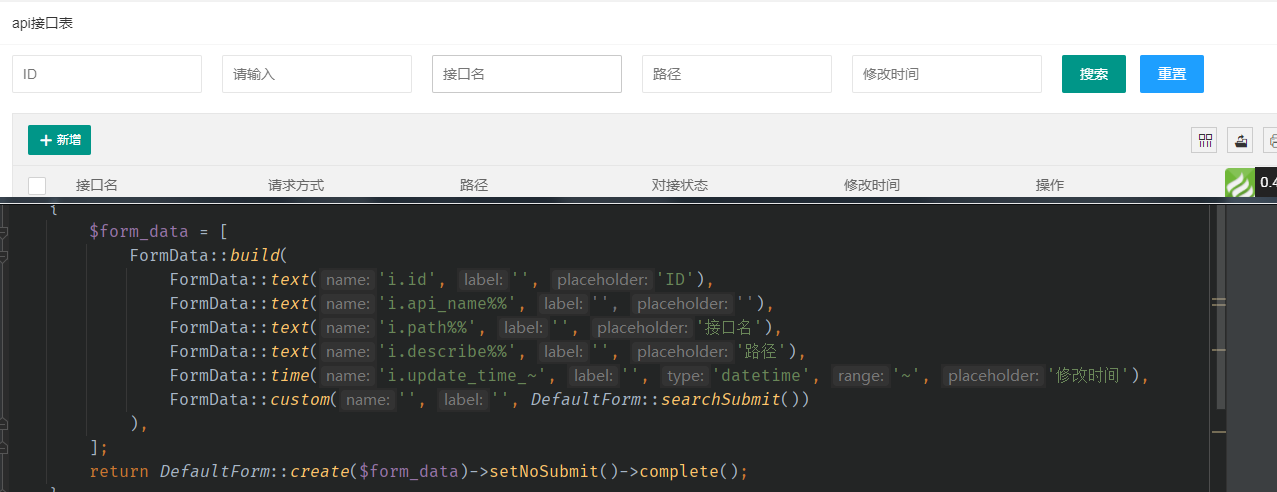 api接口表
ID 请输入 接口名 路径 修改时间 搜索 重置
+ 新增
接口名 请求方式 路径 对接状态 修改时间 操作
0.4
{
$form_data = [
FormData::build(
FormData::text( name: 'i.id', label: '', placeholder: 'ID'),
FormData::text( name: 'i.api_name%%', label: '', placeholder: ''),
FormData::text( name: 'i.path%%', label: '', placeholder: '接口名'),
FormData::text( name: 'i.describe%%', label: '', placeholder: '路径'),
FormData::time( name: 'i.update_time_~', label: '', type: 'datetime', range: '~', placeholder: '修改时间'),
FormData::custom( name: '', label: '', DefaultForm::searchSubmit())
),
];
return DefaultForm::create($form_data)->setNoSubmit()->complete();